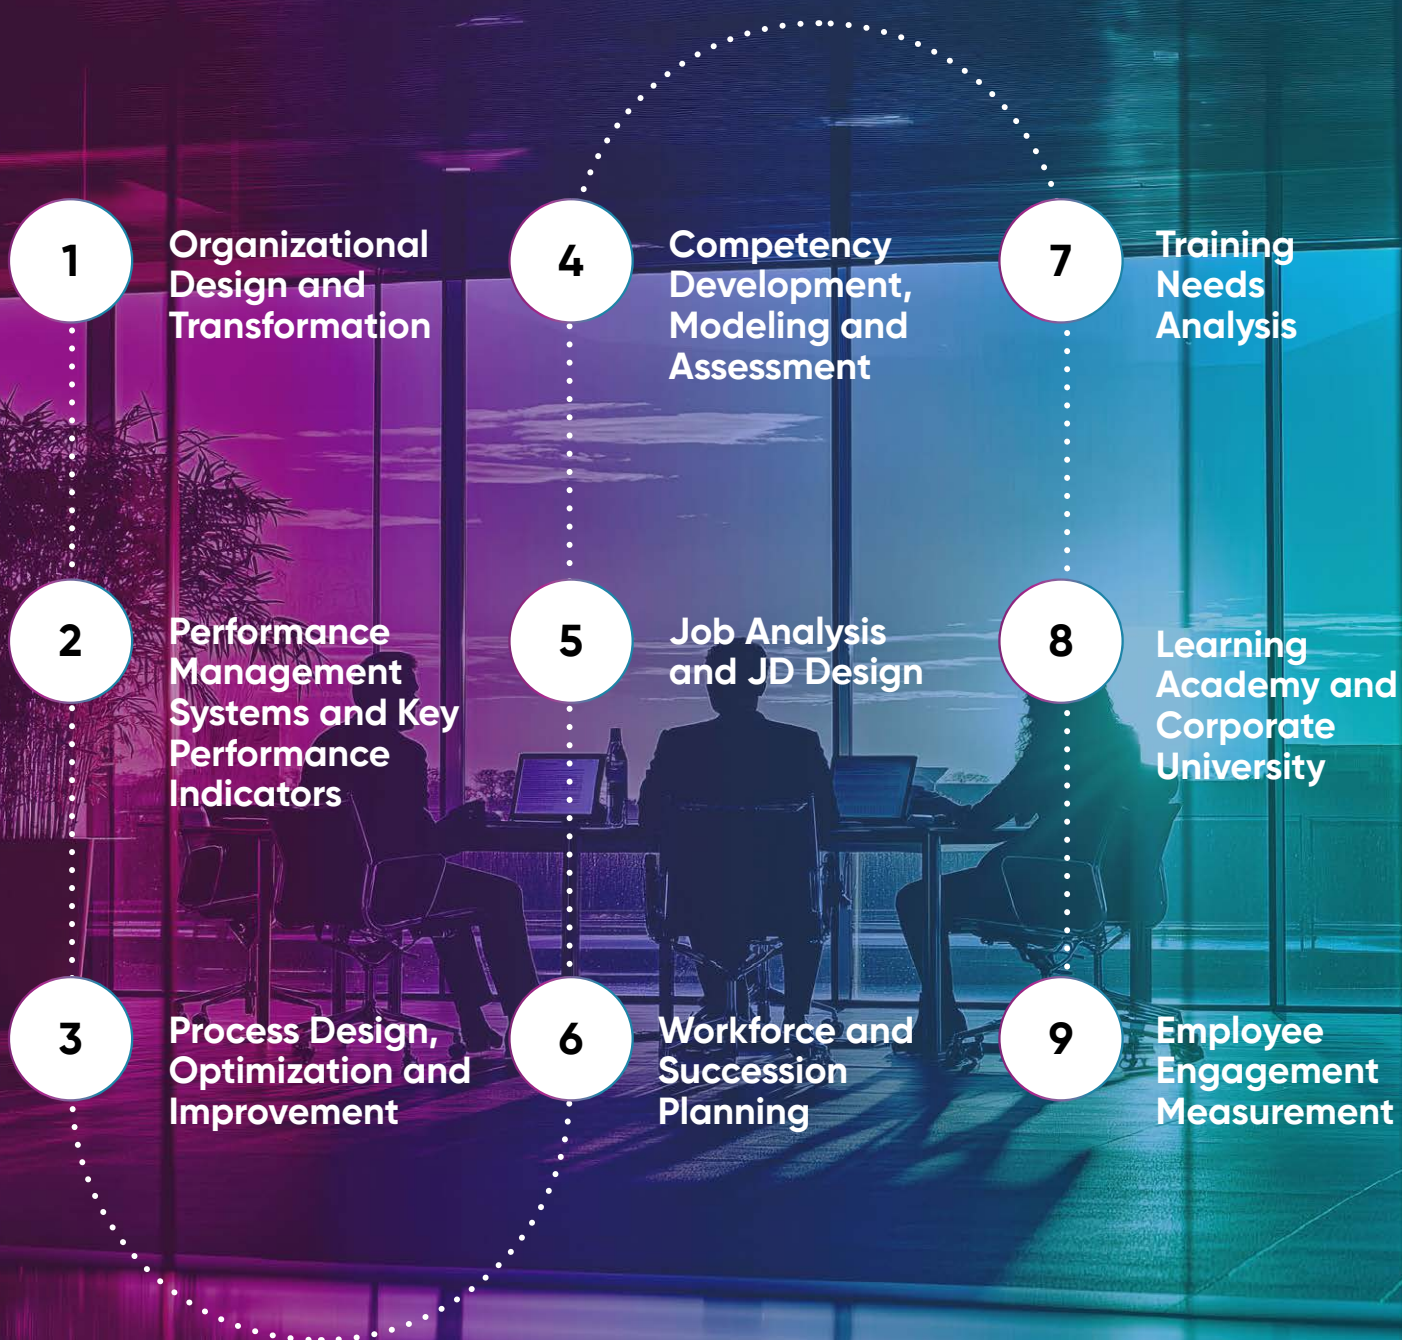 1
Organizational
Design and
Transformation
2
Performance
Management
Systems and Key
Performance
Indicators
3
Process Design,
Optimization and
Improvement
4
Competency
Development,
Modeling and
Assessment
5
Job Analysis
and JD Design
6
Workforce and
Succession
Planning
7
Training
Needs
Analysis
8
Learning
Academy and
Corporate
University
9
Employee
Engagement
Measurement